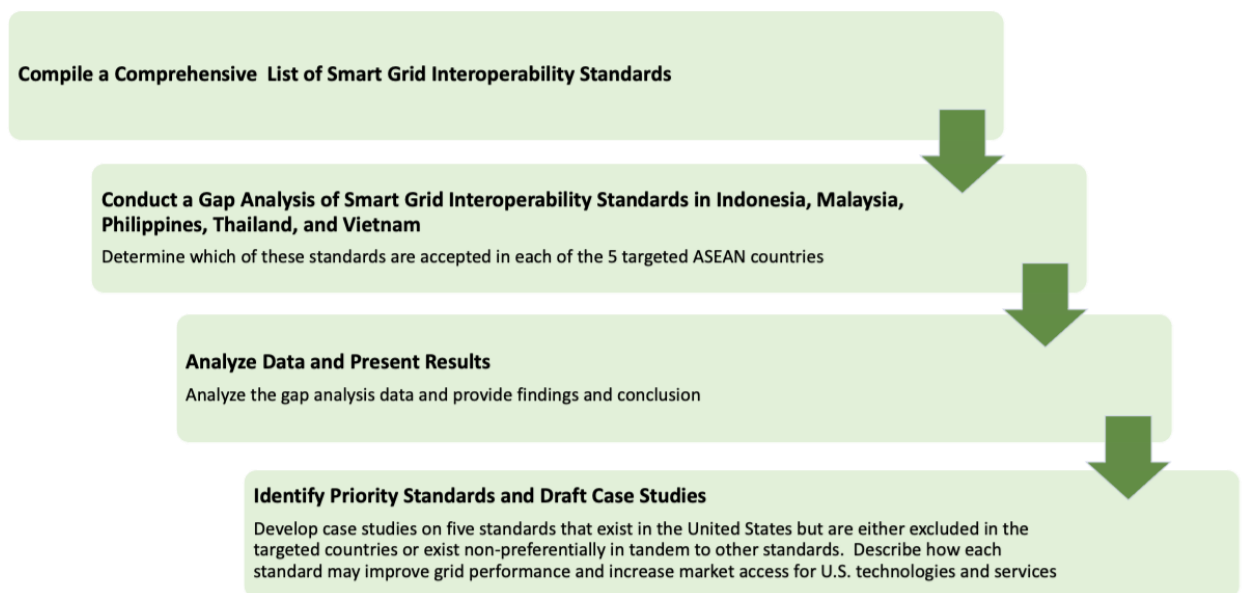 Compile a Comprehensive List of Smart Grid Interoperability Standards
Conduct a Gap Analysis of Smart Grid Interoperability Standards in Indonesia, Malaysia,
Philippines, Thailand, and Vietnam
Determine which of these standards are accepted in each of the 5 targeted ASEAN countries
Analyze Data and Present Results
Analyze the gap analysis data and provide findings and conclusion
Identify Priority Standards and Draft Case Studies
Develop case studies on five standards that exist in the United States but are either excluded in the
targeted countries or exist non-preferentially in tandem to other standards. Describe how each
standard may improve grid performance and increase market access for U.S. technologies and services